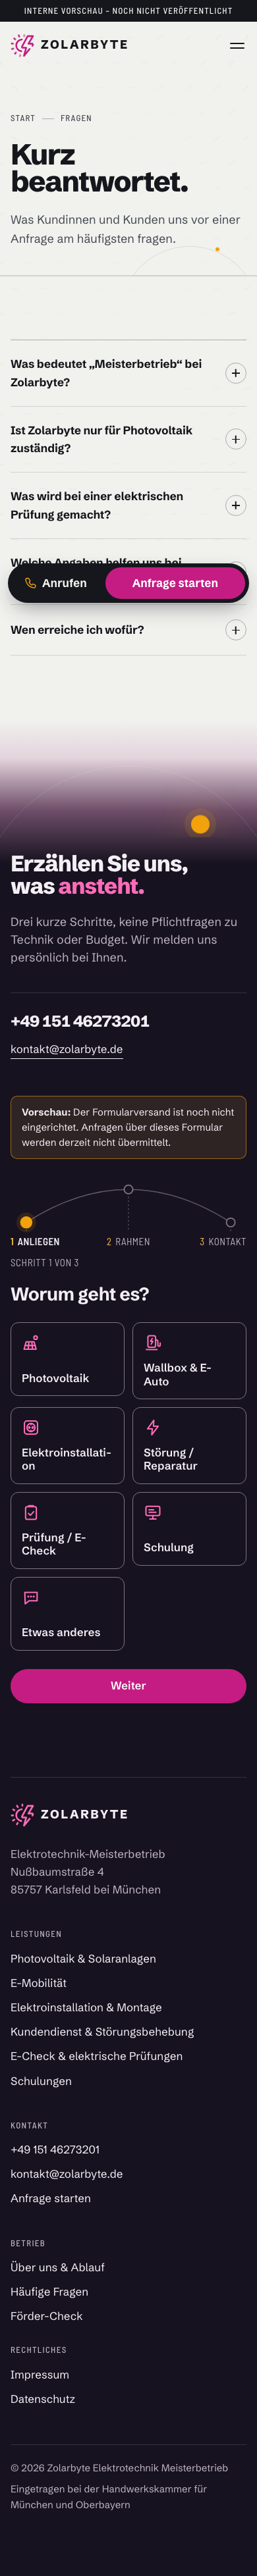 INTERNE VORSCHAU – NOCH NICHT VERÖFFENTLICHT
ZOLARBYTE
START — FRAGEN
Kurz
beantwortet.
Was Kundinnen und Kunden uns vor einer
Anfrage am häufigsten fragen.
Was bedeutet „Meisterbetrieb“ bei
Zolarbyte?
Ist Zolarbyte nur für Photovoltaik
zuständig?
Was wird bei einer elektrischen
Prüfung gemacht?
Welche Angaben helfen uns bei
Anrufen
Anfrage starten
Wen erreiche ich wofür?
Erzählen Sie uns,
was ansteht.
Drei kurze Schritte, keine Pflichtfragen zu
Technik oder Budget. Wir melden uns
persönlich bei Ihnen.
+49 151 46273201
kontakt@zolarbyte.de
Vorschau: Der Formularversand ist noch nicht
eingerichtet. Anfragen über dieses Formular
werden derzeit nicht übermittelt.
1 ANLIEGEN
2 RAHMEN
3 KONTAKT
SCHRITT 1 VON 3
Worum geht es?
Photovoltaik
Wallbox & E-
Auto
Elektroinstallati-
on
Störung /
Reparatur
Prüfung / E-
Check
Schulung
Etwas anderes
Weiter
ZOLARBYTE
Elektrotechnik-Meisterbetrieb
Nußbaumstraße 4
85757 Karlsfeld bei München
LEISTUNGEN
Photovoltaik & Solaranlagen
E-Mobilität
Elektroinstallation & Montage
Kundendienst & Störungsbehebung
E-Check & elektrische Prüfungen
Schulungen
KONTAKT
+49 151 46273201
kontakt@zolarbyte.de
Anfrage starten
BETRIEB
Über uns & Ablauf
Häufige Fragen
Förder-Check
RECHTLICHES
Impressum
Datenschutz
© 2026 Zolarbyte Elektrotechnik Meisterbetrieb
Eingetragen bei der Handwerkskammer für
München und Oberbayern